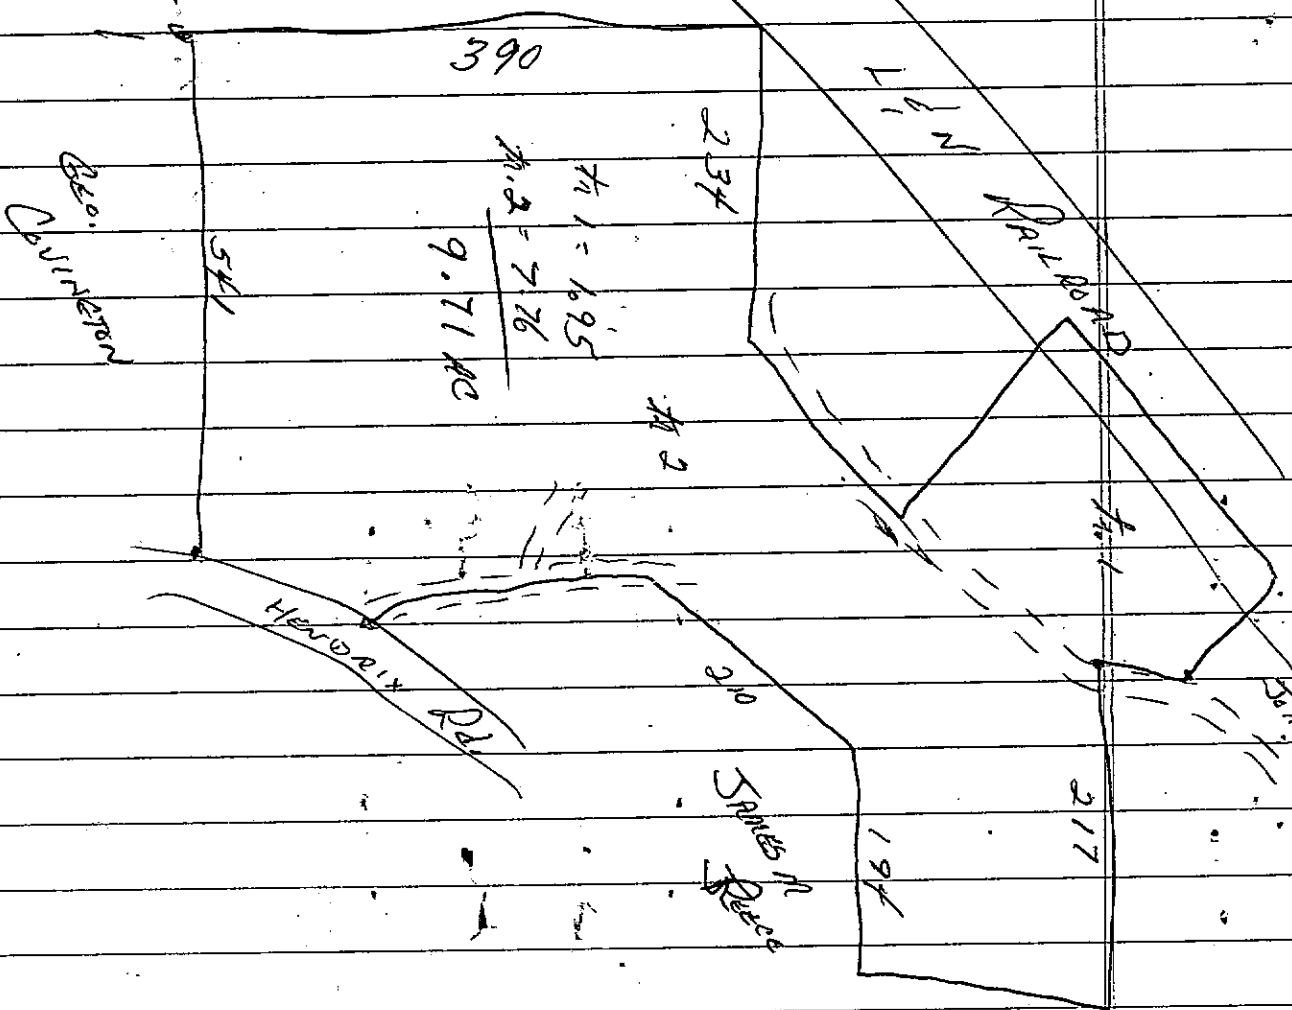 390
L & N
RAILROAD
234
tr 1 = 1.95
tr. 2 = 7.76
9.71 AC
GEO.
COVINGTON
541
tr 2
tr. 1
HENDRIX Rd.
210
JAMES M
REECE
194
217